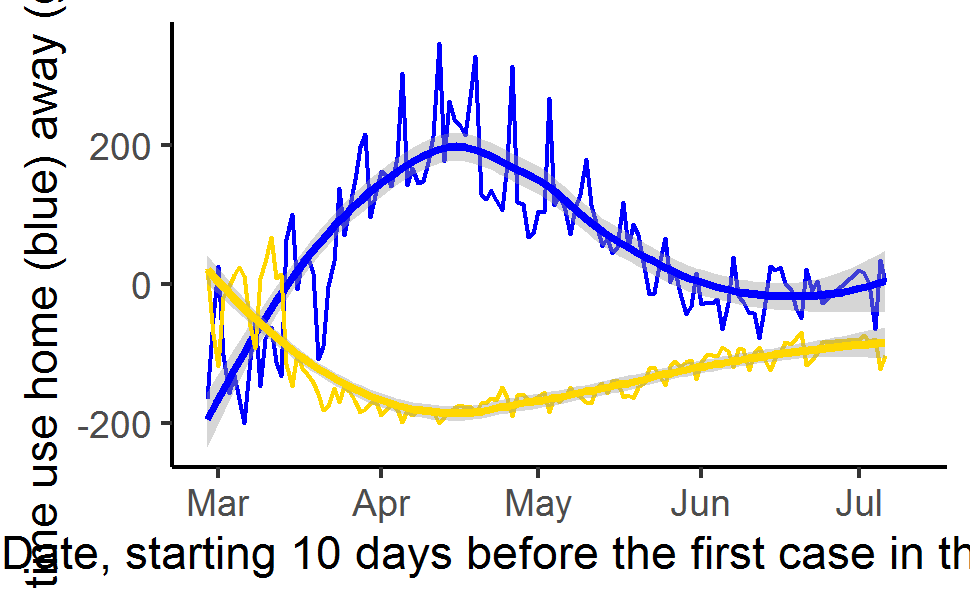 time use home (blue) away (
200
0
-200
Mar Apr May Jun Jul
Date, starting 10 days before the first case in th